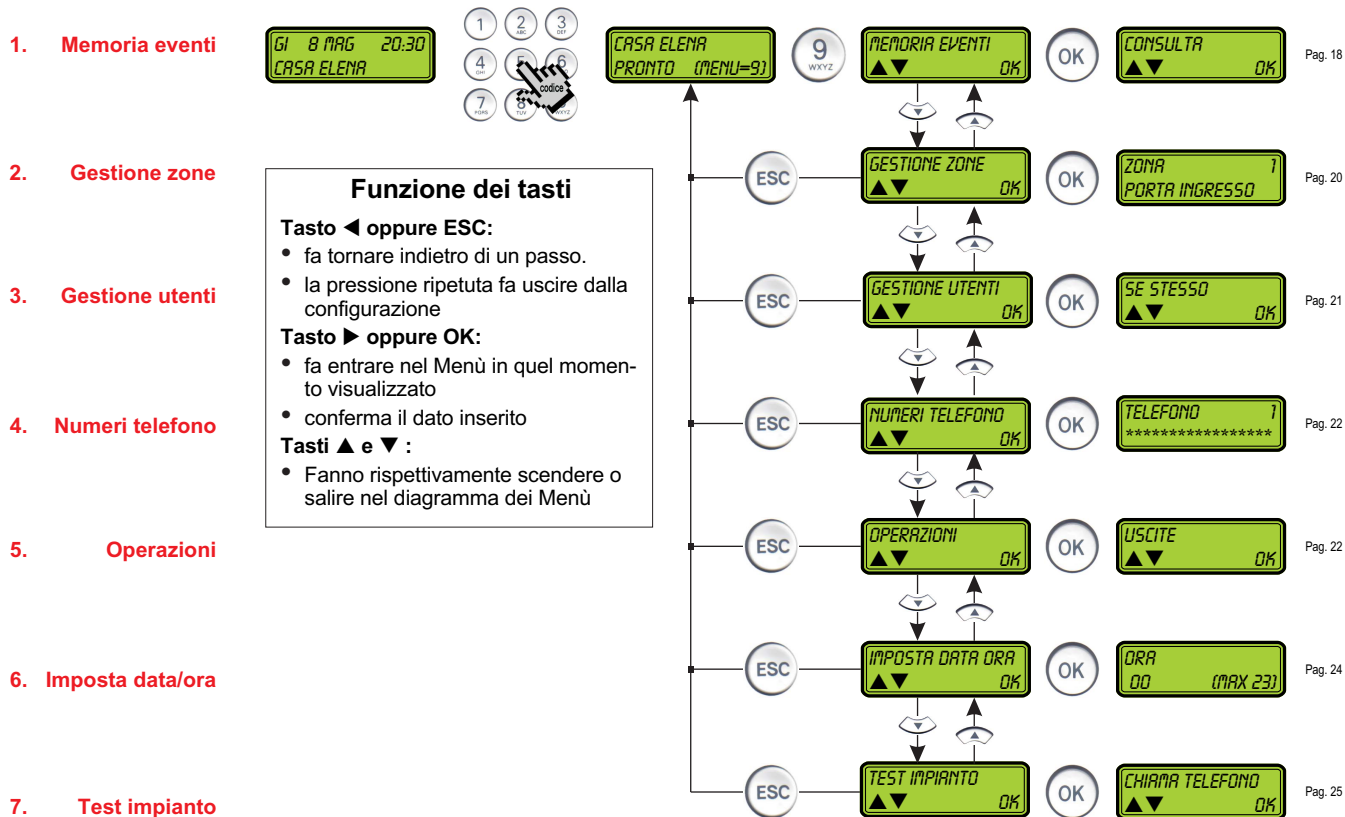 1. Memoria eventi
GI 8 MAG 20:30
CASA ELENA
1 2 ABC 3 DEF
4 GHI 5 6
7 PQRS 8 TUV WXYZ
codice
CASA ELENA
PRONTO (MENU=9)
9 WXYZ
MEMORIA EVENTI
▲▼ OK
OK
CONSULTA
▲▼ OK
Pag. 18
2. Gestione zone
ESC
GESTIONE ZONE
▲▼ OK
OK
ZONA 1
PORTA INGRESSO
Pag. 20
Funzione dei tasti
Tasto ◀ oppure ESC:
• fa tornare indietro di un passo.
• la pressione ripetuta fa uscire dalla
configurazione
Tasto ▶ oppure OK:
• fa entrare nel Menù in quel momen-
to visualizzato
• conferma il dato inserito
Tasti ▲ e ▼ :
• Fanno rispettivamente scendere o
salire nel diagramma dei Menù
3. Gestione utenti
ESC
GESTIONE UTENTI
▲▼ OK
OK
SE STESSO
▲▼ OK
Pag. 21
4. Numeri telefono
ESC
NUMERI TELEFONO
▲▼ OK
OK
TELEFONO 1
*****************
Pag. 22
5. Operazioni
ESC
OPERAZIONI
▲▼ OK
OK
USCITE
▲▼ OK
Pag. 22
6. Imposta data/ora
ESC
IMPOSTA DATA ORA
▲▼ OK
OK
ORA
00 (MAX 23)
Pag. 24
7. Test impianto
ESC
TEST IMPIANTO
▲▼ OK
OK
CHIAMA TELEFONO
▲▼ OK
Pag. 25